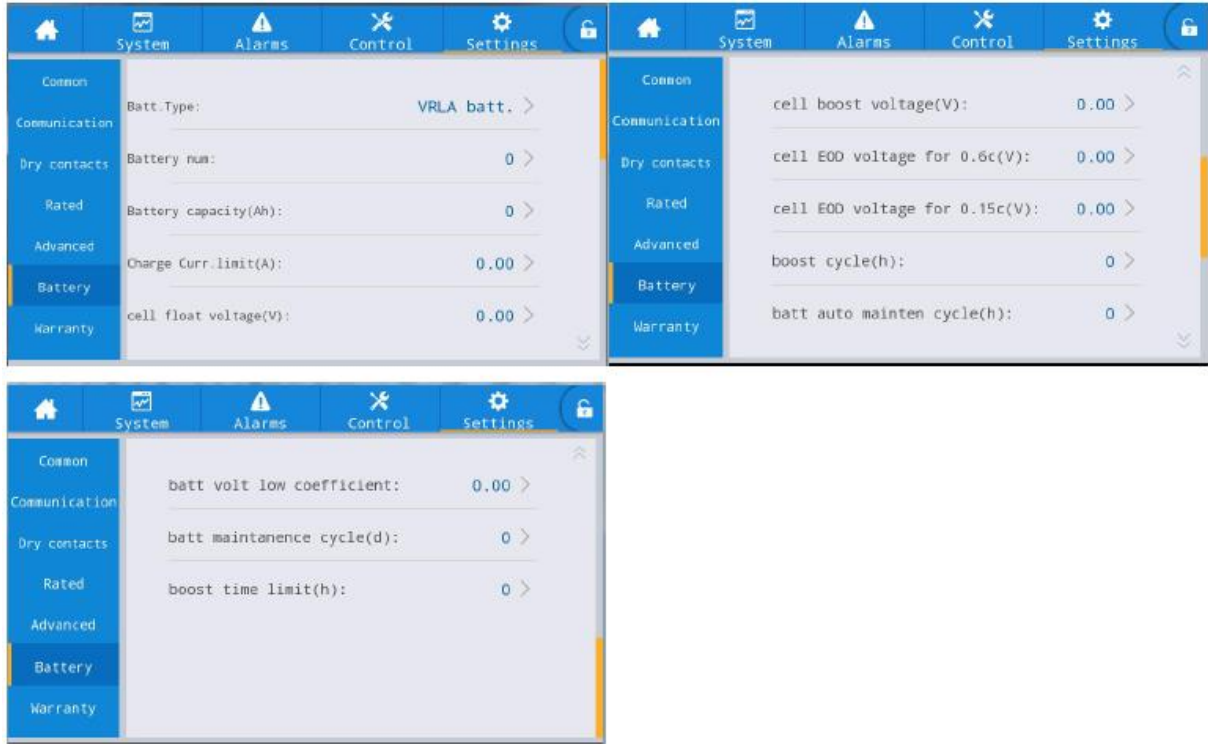 System Alarms Control Settings
Common
Communication
Dry contacts
Rated
Advanced
Battery
Warranty
Batt.Type: VRLA batt.
Battery num: 0
Battery capacity(Ah): 0
Charge Curr.limit(A): 0.00
cell float voltage(V): 0.00
System Alarms Control Settings
Common
Communication
Dry contacts
Rated
Advanced
Battery
Warranty
cell boost voltage(V): 0.00
cell EOD voltage for 0.6c(V): 0.00
cell EOD voltage for 0.15c(V): 0.00
boost cycle(h): 0
batt auto mainten cycle(h): 0
System Alarms Control Settings
Common
Communication
Dry contacts
Rated
Advanced
Battery
Warranty
batt volt low coefficient: 0.00
batt maintanence cycle(d): 0
boost time limit(h): 0